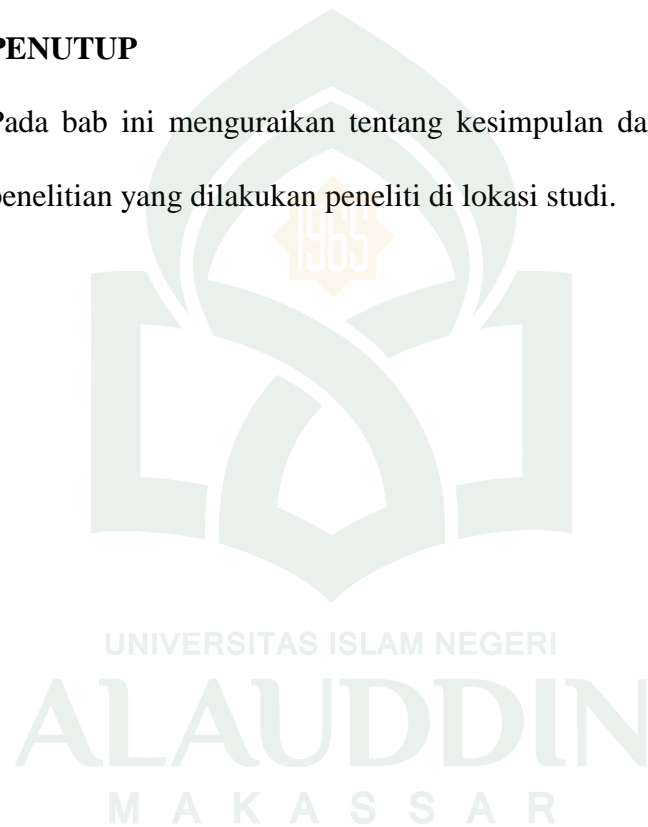 PENUTUP
Pada bab ini menguraikan tentang kesimpulan da
penelitian yang dilakukan peneliti di lokasi studi.
1965
UNIVERSITAS ISLAM NEGERI
ALAUDDIN
MAKASSAR